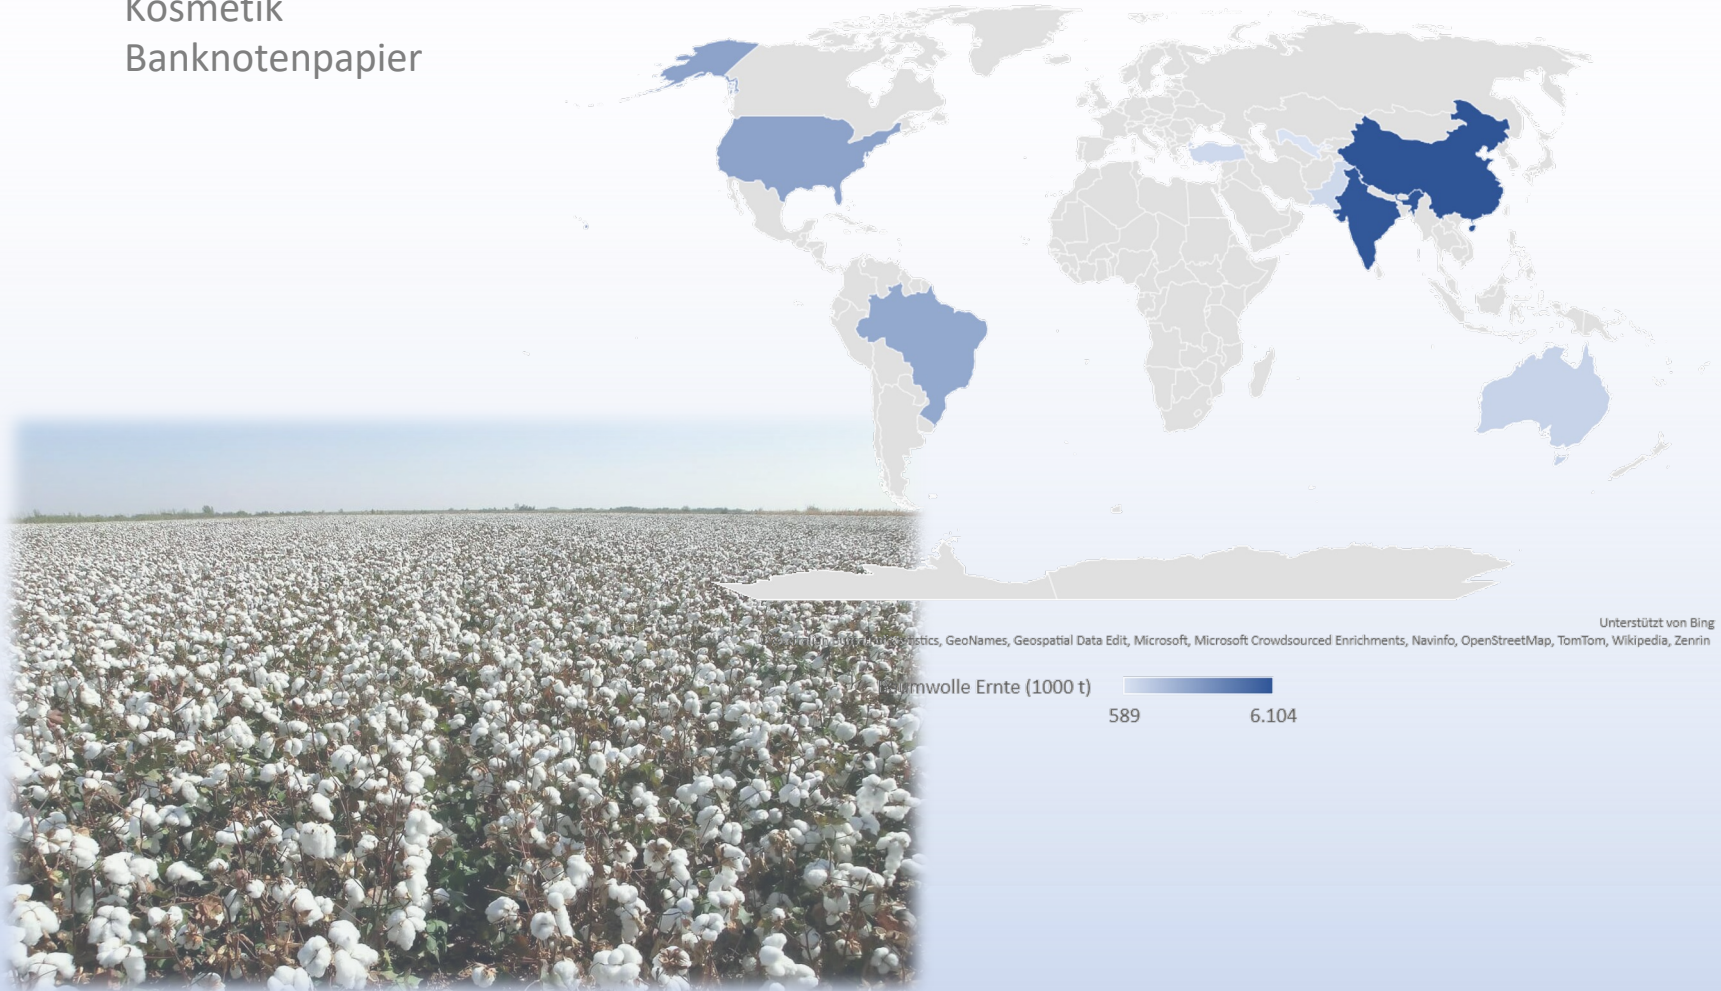 Kosmetik
Banknotenpapier
Unterstützt von Bing
GeoNames, Geospatial Data Edit, Microsoft, Microsoft Crowdsourced Enrichments, Navinfo, OpenStreetMap, TomTom, Wikipedia, Zenrin
Ernte (1000 t)
589
6.104